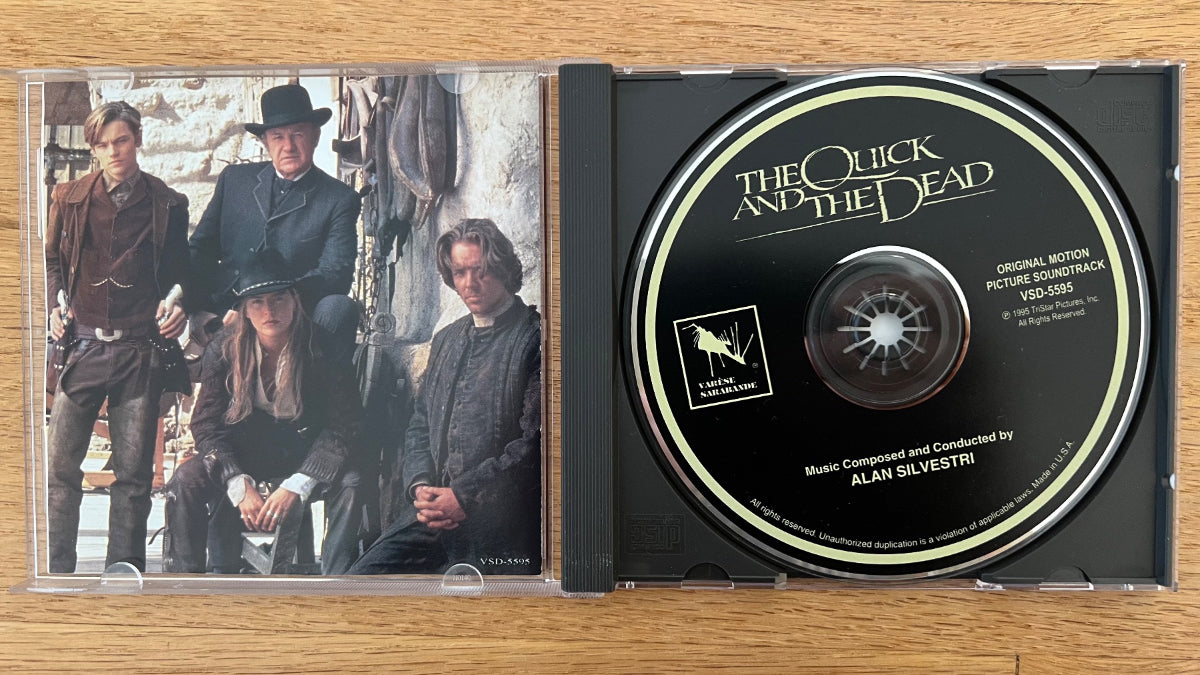 VSD-5595
THE QUICK
AND THE DEAD
ORIGINAL MOTION
PICTURE SOUNDTRACK
VSD-5595
℗ 1995 TriStar Pictures, Inc.
All Rights Reserved.
VARÈSE
SARABANDE
®
Music Composed and Conducted by
ALAN SILVESTRI
All rights reserved. Unauthorized duplication is a violation of applicable laws. Made in U.S.A.